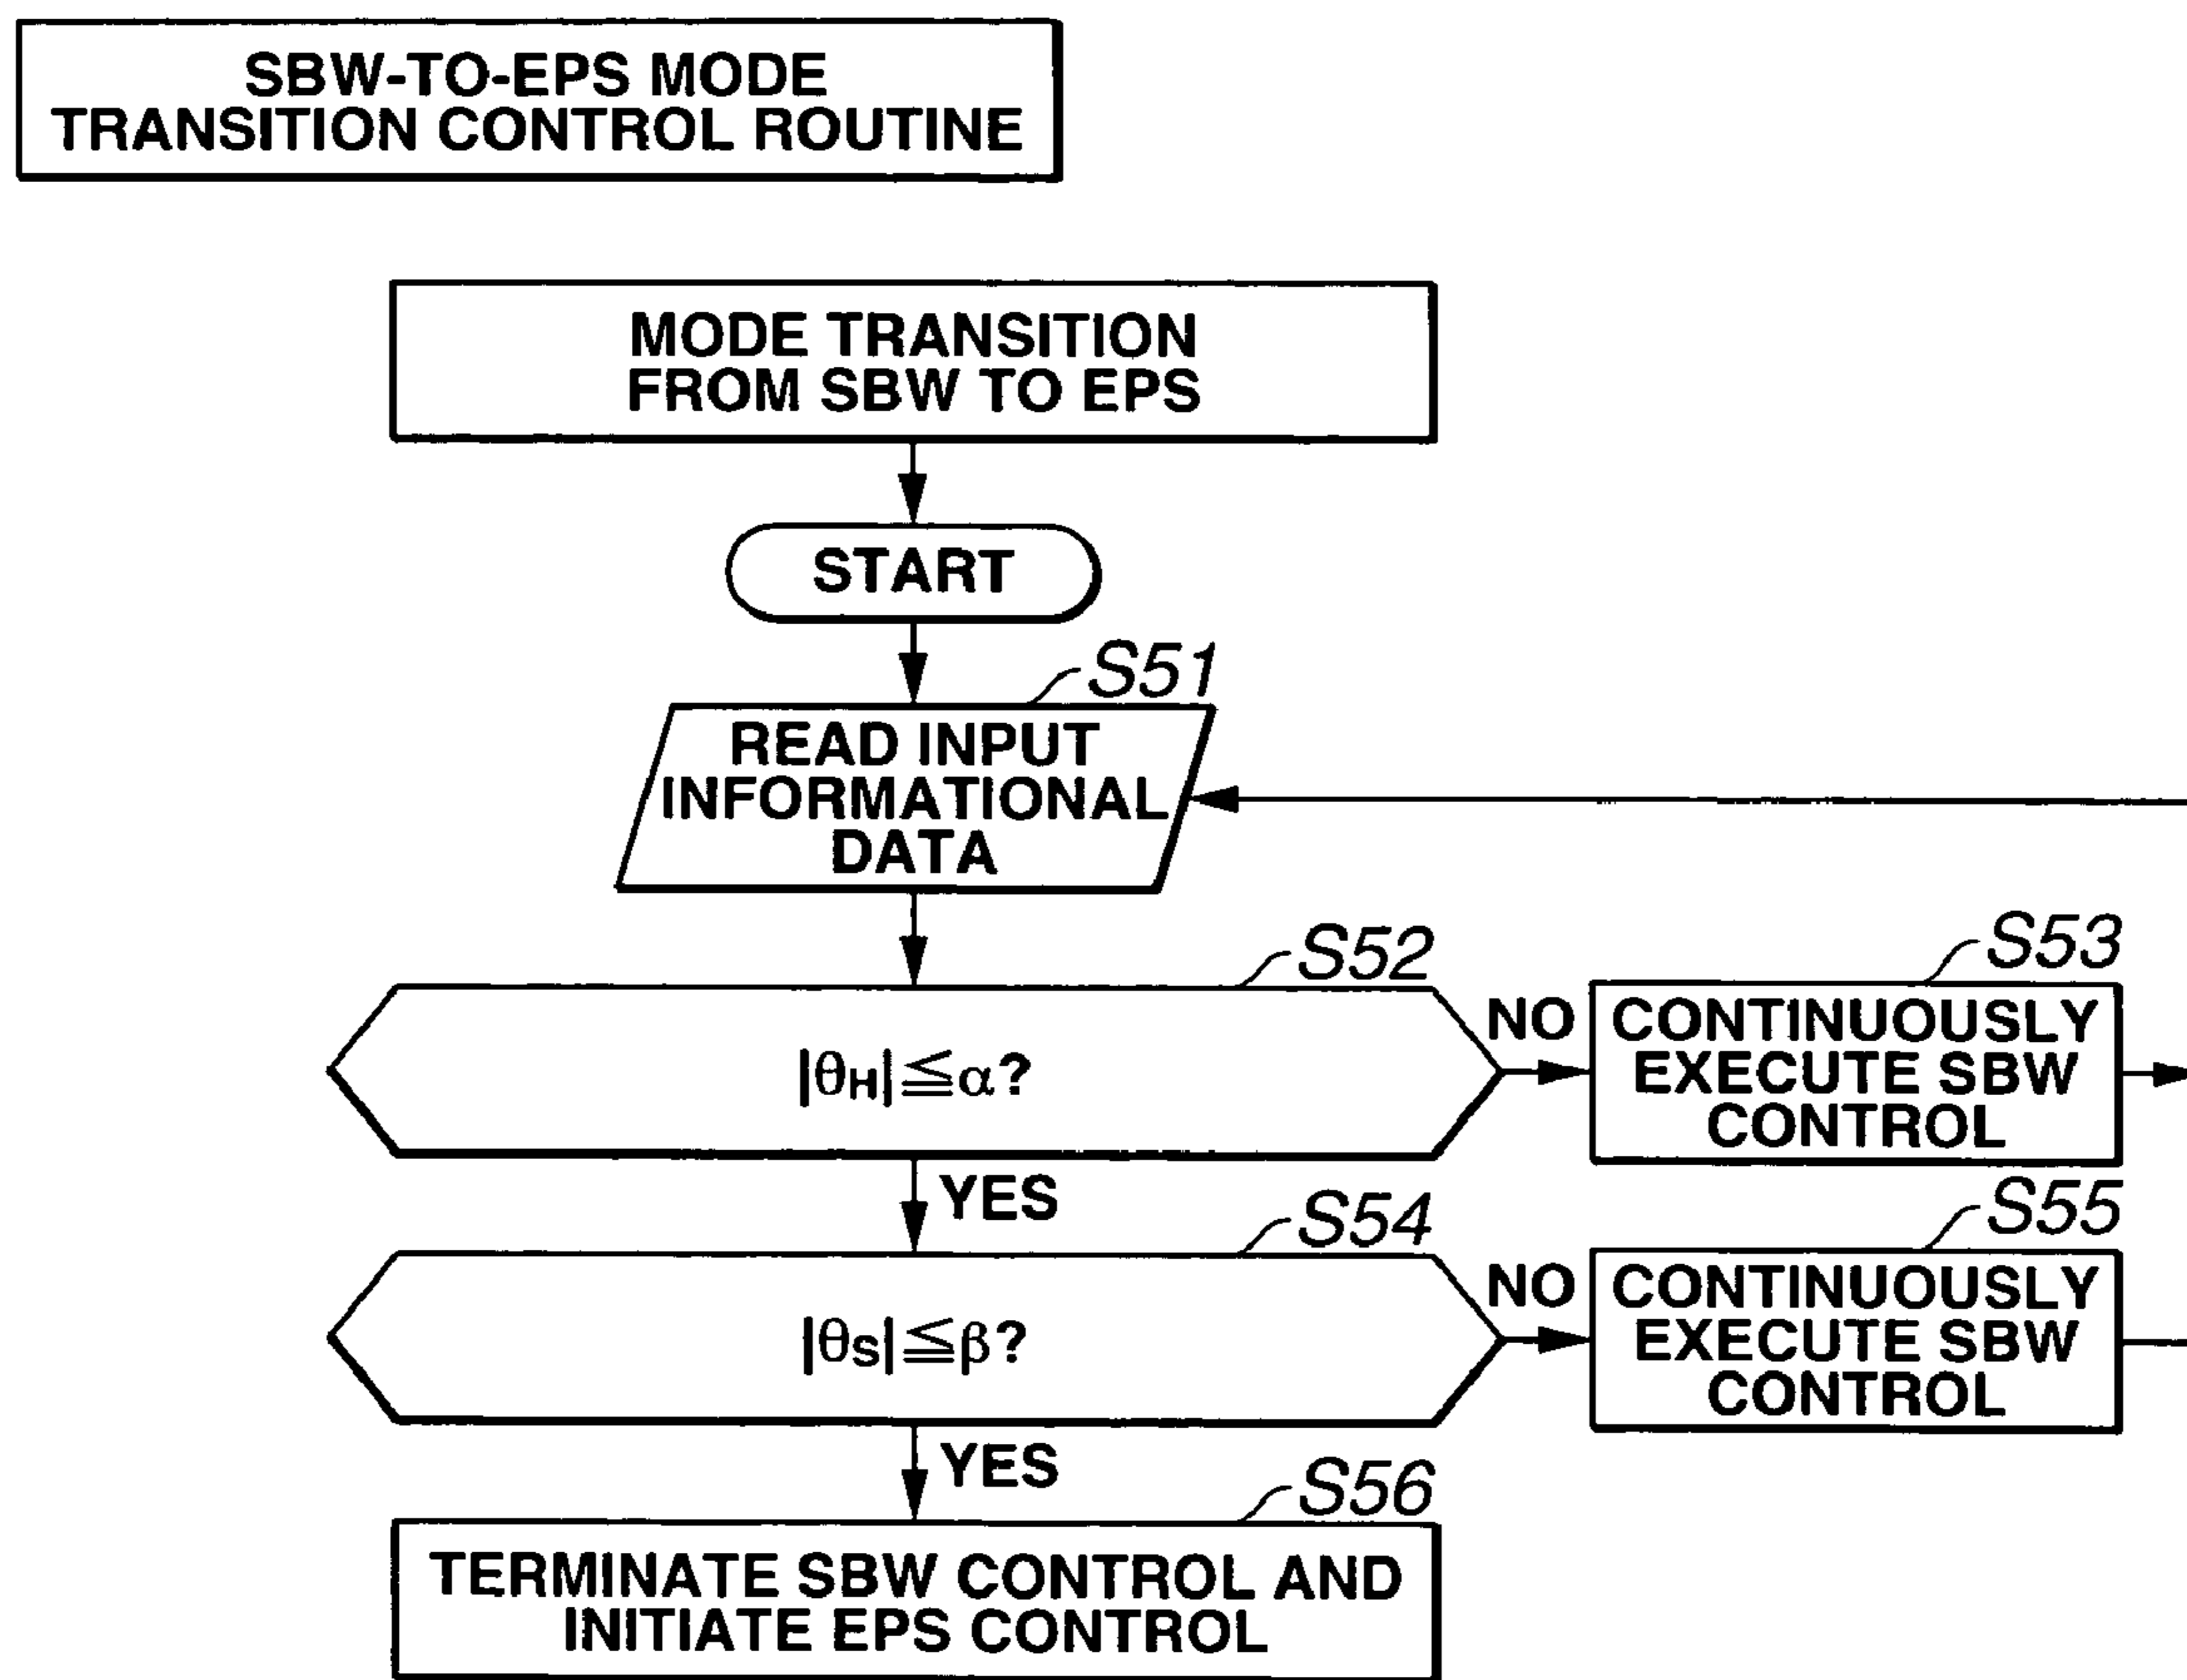 SBW-TO-EPS MODE
TRANSITION CONTROL ROUTINE
MODE TRANSITION
FROM SBW TO EPS
START
S51
READ INPUT
INFORMATIONAL
DATA
S52
|θH|≦α?
NO
S53
CONTINUOUSLY
EXECUTE SBW
CONTROL
YES
S54
|θS|≦β?
NO
S55
CONTINUOUSLY
EXECUTE SBW
CONTROL
YES
S56
TERMINATE SBW CONTROL AND
INITIATE EPS CONTROL